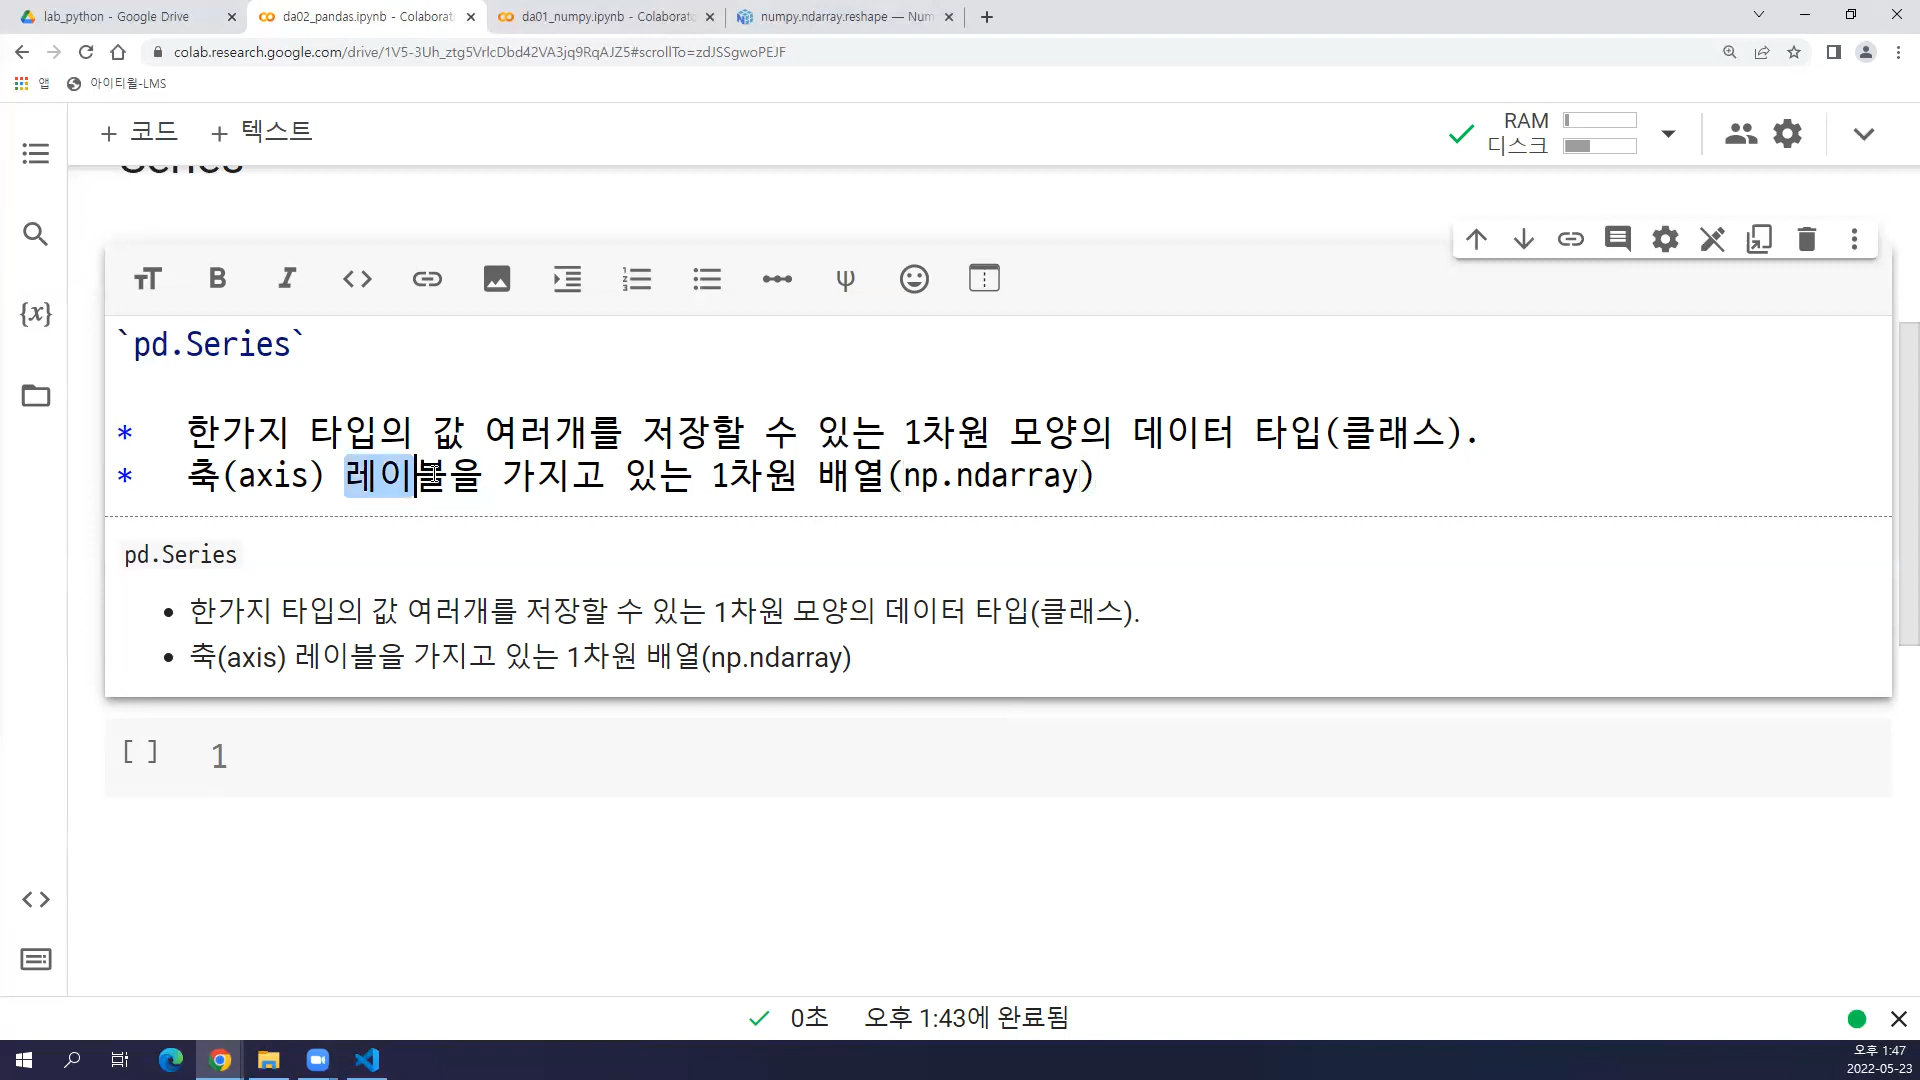 lab_python - Google Drive
da02_pandas.ipynb - Colaborato
da01_numpy.ipynb - Colaborato
numpy.ndarray.reshape — Num
colab.research.google.com/drive/1V5-3Uh_ztg5VrlcDbd42VA3jq9RqAJZ5#scrollTo=zdJSSgwoPEJF
앱
아이티윌-LMS
+ 코드
+ 텍스트
RAM
디스크
Series
`pd.Series`
* 한가지 타입의 값 여러개를 저장할 수 있는 1차원 모양의 데이터 타입(클래스).
* 축(axis) 레이블을 가지고 있는 1차원 배열(np.ndarray)
pd.Series
• 한가지 타입의 값 여러개를 저장할 수 있는 1차원 모양의 데이터 타입(클래스).
• 축(axis) 레이블을 가지고 있는 1차원 배열(np.ndarray)
[ ] 1
0초 오후 1:43에 완료됨
오후 1:47
2022-05-23